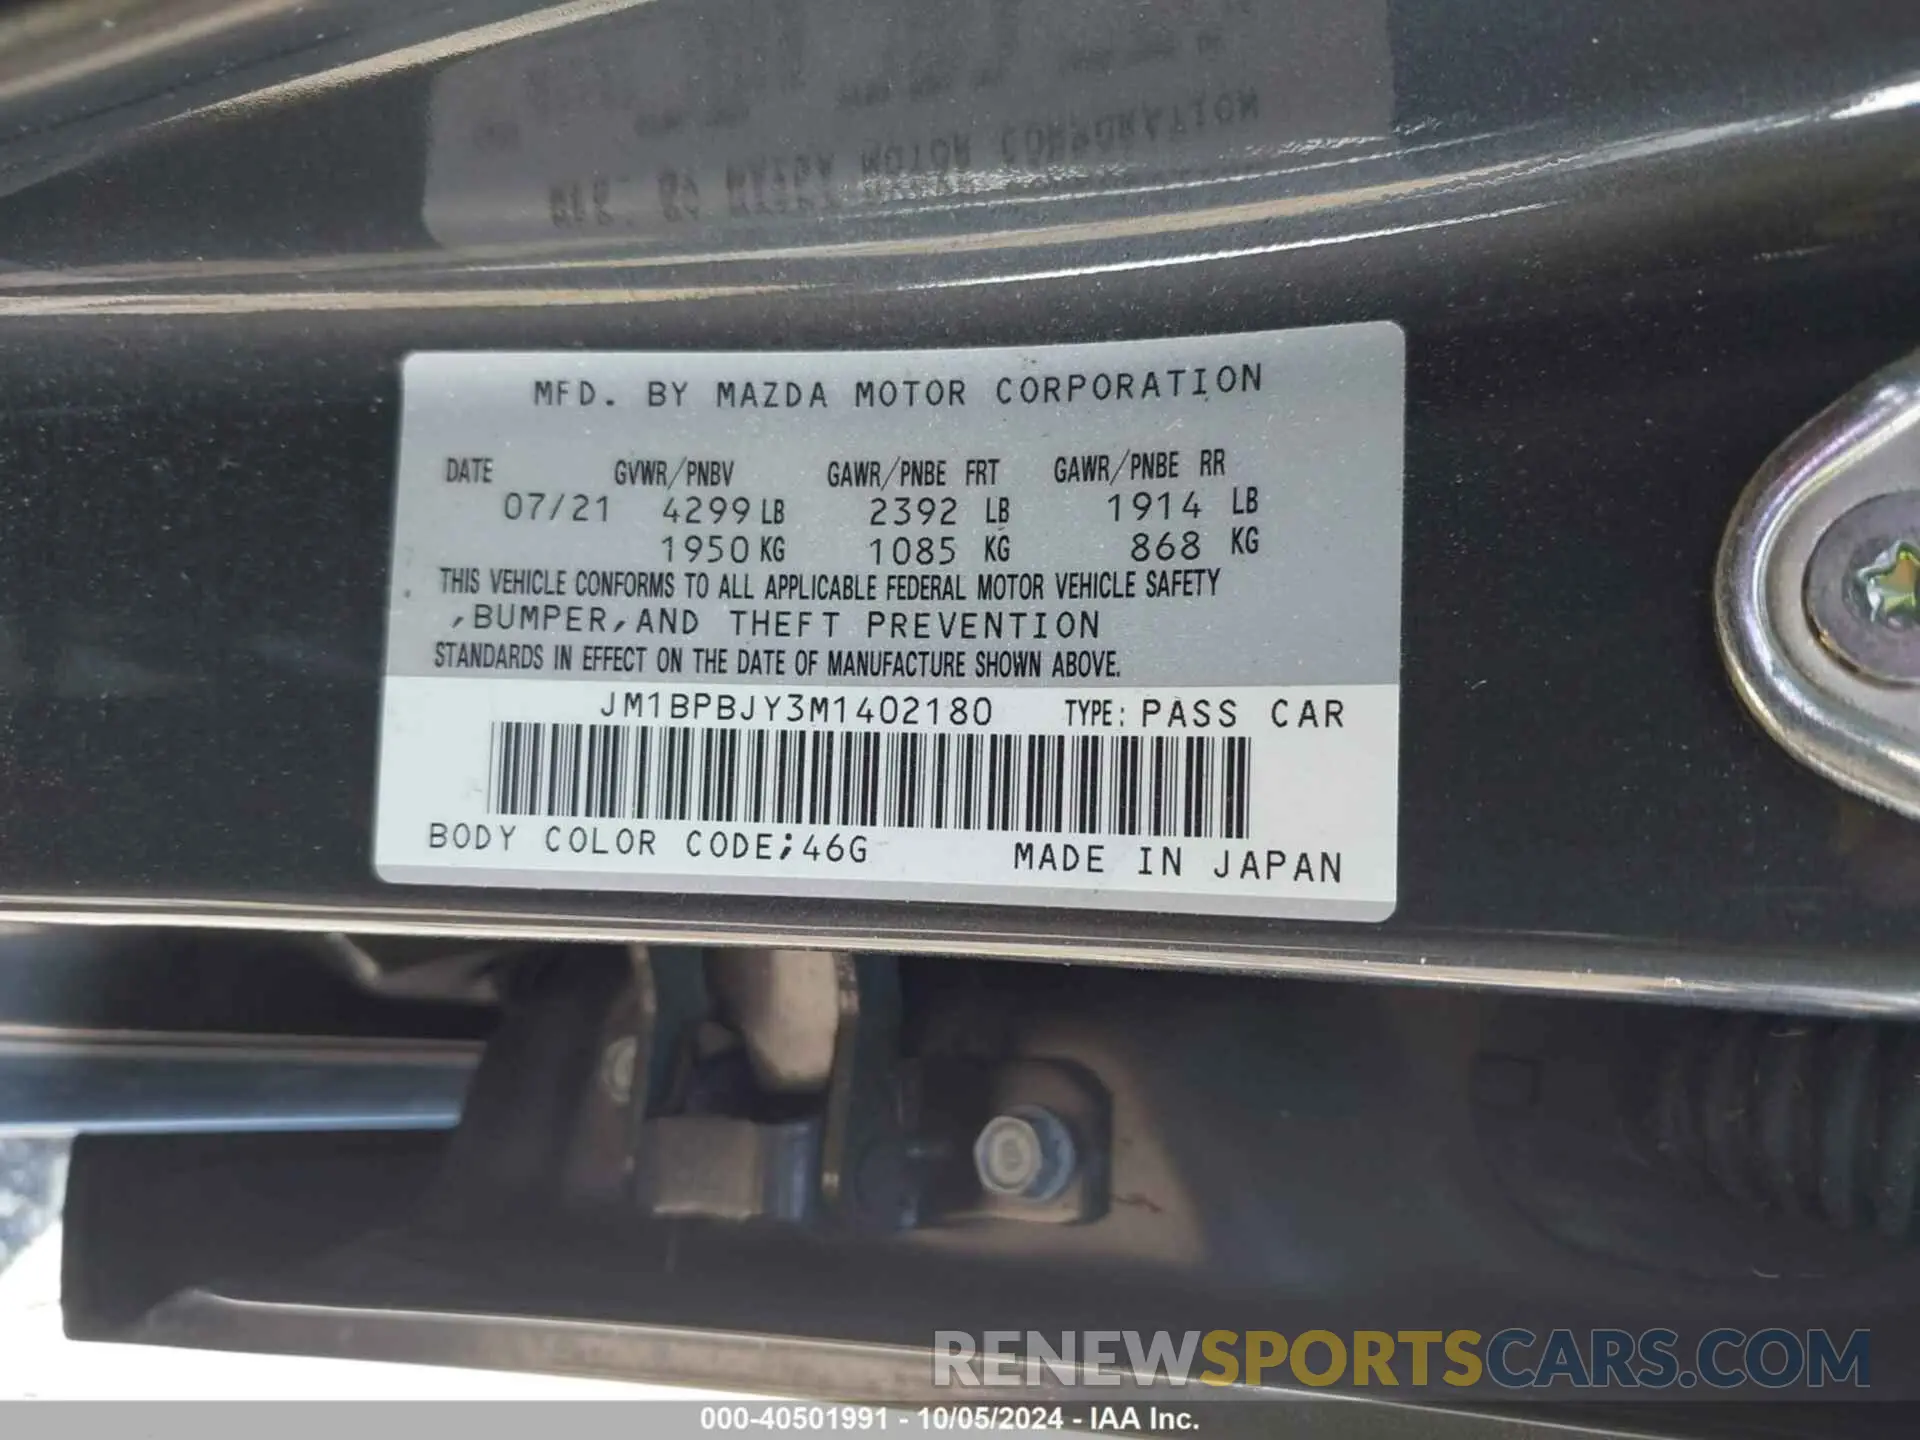 MFD. BY MAZDA MOTOR CORPORATION
DATE GVWR/PNBV GAWR/PNBE FRT GAWR/PNBE RR
07/21 4299 LB 2392 LB 1914 LB
1950 KG 1085 KG 868 KG
THIS VEHICLE CONFORMS TO ALL APPLICABLE FEDERAL MOTOR VEHICLE SAFETY
,BUMPER,AND THEFT PREVENTION
STANDARDS IN EFFECT ON THE DATE OF MANUFACTURE SHOWN ABOVE.
JM1BPBJY3M1402180 TYPE: PASS CAR
BODY COLOR CODE;46G MADE IN JAPAN
RENEWSPORTSCARS.COM
000-40501991 - 10/05/2024 - IAA Inc.